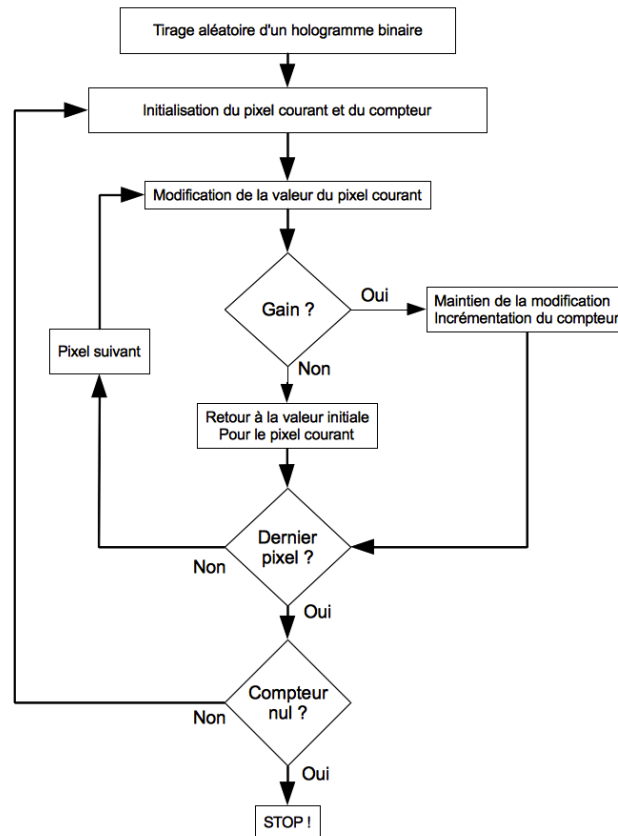 Tirage aléatoire d'un hologramme binaire
Initialisation du pixel courant et du compteur
Modification de la valeur du pixel courant
Gain ?
Oui
Maintien de la modification
Incrémentation du compteur
Non
Pixel suivant
Retour à la valeur initiale
Pour le pixel courant
Dernier
pixel ?
Non
Oui
Compteur
nul ?
Non
Oui
STOP !